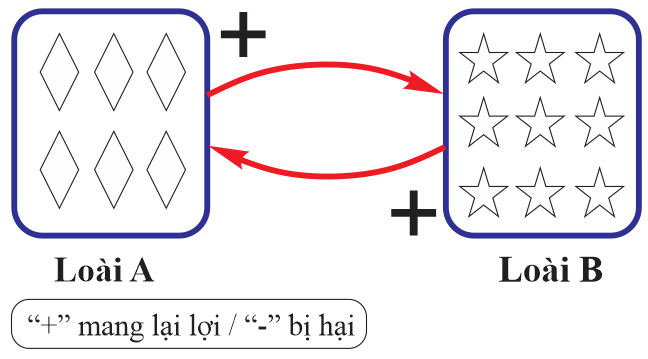 +
+
Loài A
Loài B
“+” mang lại lợi / “-” bị hại